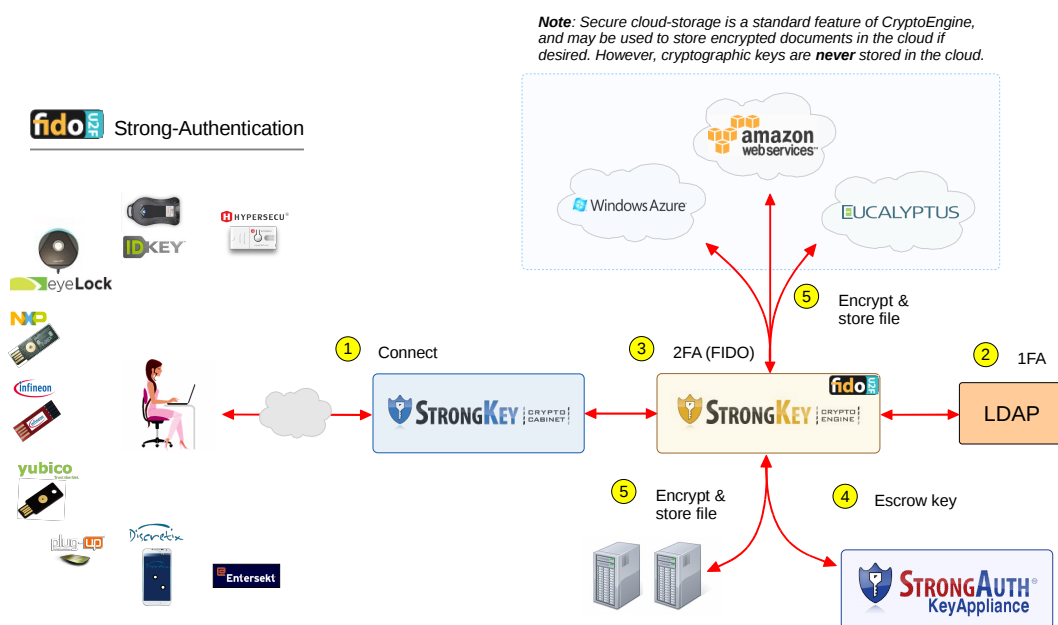 Note: Secure cloud-storage is a standard feature of CryptoEngine,
and may be used to store encrypted documents in the cloud if
desired. However, cryptographic keys are never stored in the cloud.
fido U2F
Strong-Authentication
amazon
web services™
Windows Azure
EUCALYPTUS
IDKEY
HYPERSECU®
eyeLock
NXP
5
Encrypt &
store file
1
Connect
3
2FA (FIDO)
2
1FA
infineon
STRONGKEY CRYPTO
CABINET
fido U2F
STRONGKEY CRYPTO
ENGINE
LDAP
yubico
5
Encrypt &
store file
4
Escrow key
plug-up
Discretix
Entersekt
STRONGAUTH®
KeyAppliance